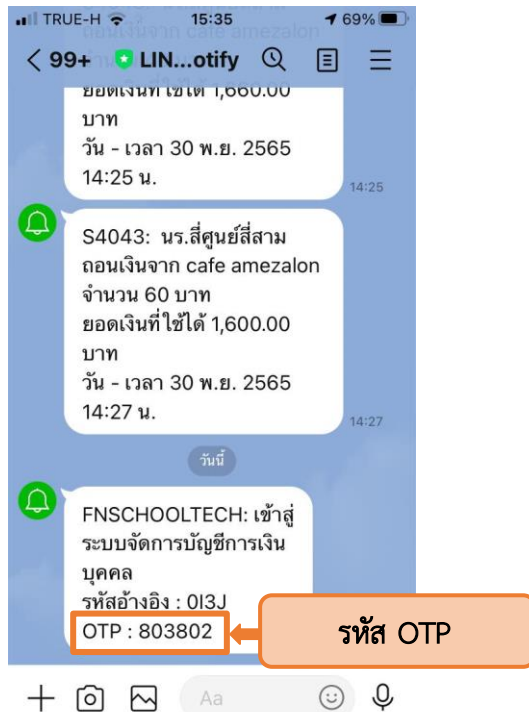 TRUE-H 15:35 69%
99+ LIN...otify
ยอดเงินที่ใช้ได้ 1,660.00
บาท
วัน - เวลา 30 พ.ย. 2565
14:25 น.
14:25
S4043: นร.สี่ศูนย์สี่สาม
ถอนเงินจาก cafe amezalon
จำนวน 60 บาท
ยอดเงินที่ใช้ได้ 1,600.00
บาท
วัน - เวลา 30 พ.ย. 2565
14:27 น.
14:27
วันนี้
FNSCHOOLTECH: เข้าสู่
ระบบจัดการบัญชีการเงิน
บุคคล
รหัสอ้างอิง : 0I3J
OTP : 803802
รหัส OTP
Aa